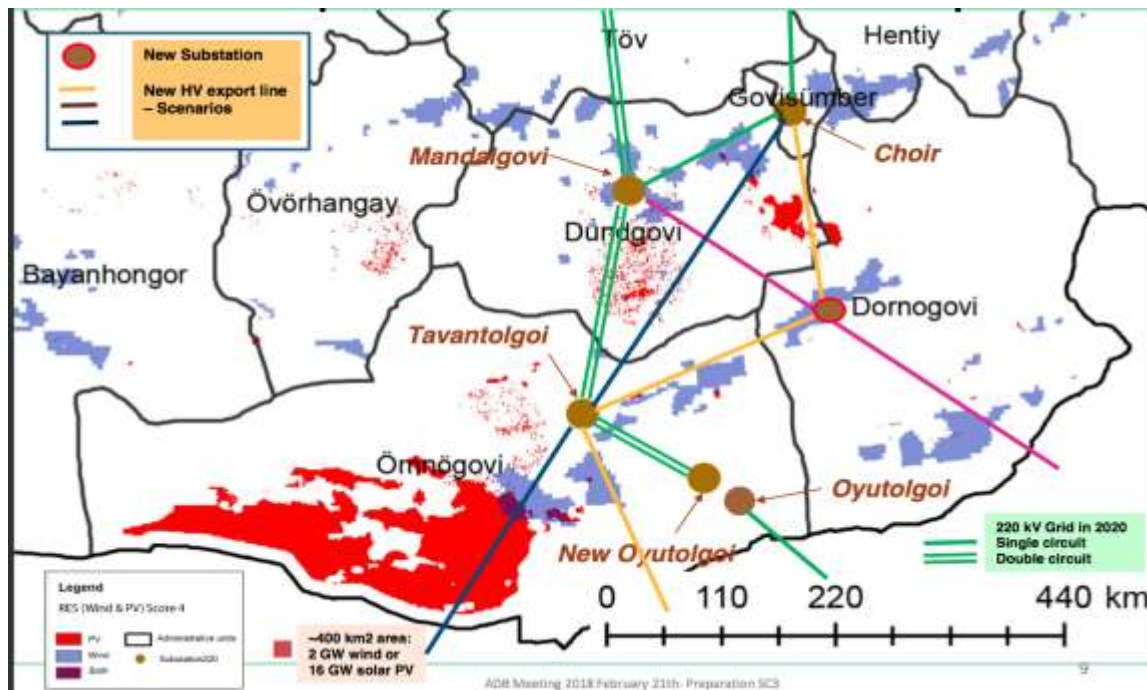 New Substation
New HV export line
– Scenarios
Töv
Hentiy
Govisümber
Mandalgovi
Choir
Övörhangay
Dundgovi
Bayanhongor
Dornogovi
Tavantolgoi
Ömnögovi
Oyutolgoi
New Oyutolgoi
220 kV Grid in 2020
Single circuit
Double circuit
0 110 220 440 km
Legend
RES (Wind & PV) Score 4
PV Administrative units
Wind Substation220
Both
~400 km2 area:
2 GW wind or
16 GW solar PV
9
ADB Meeting 2018 February 21th- Preparation SC3